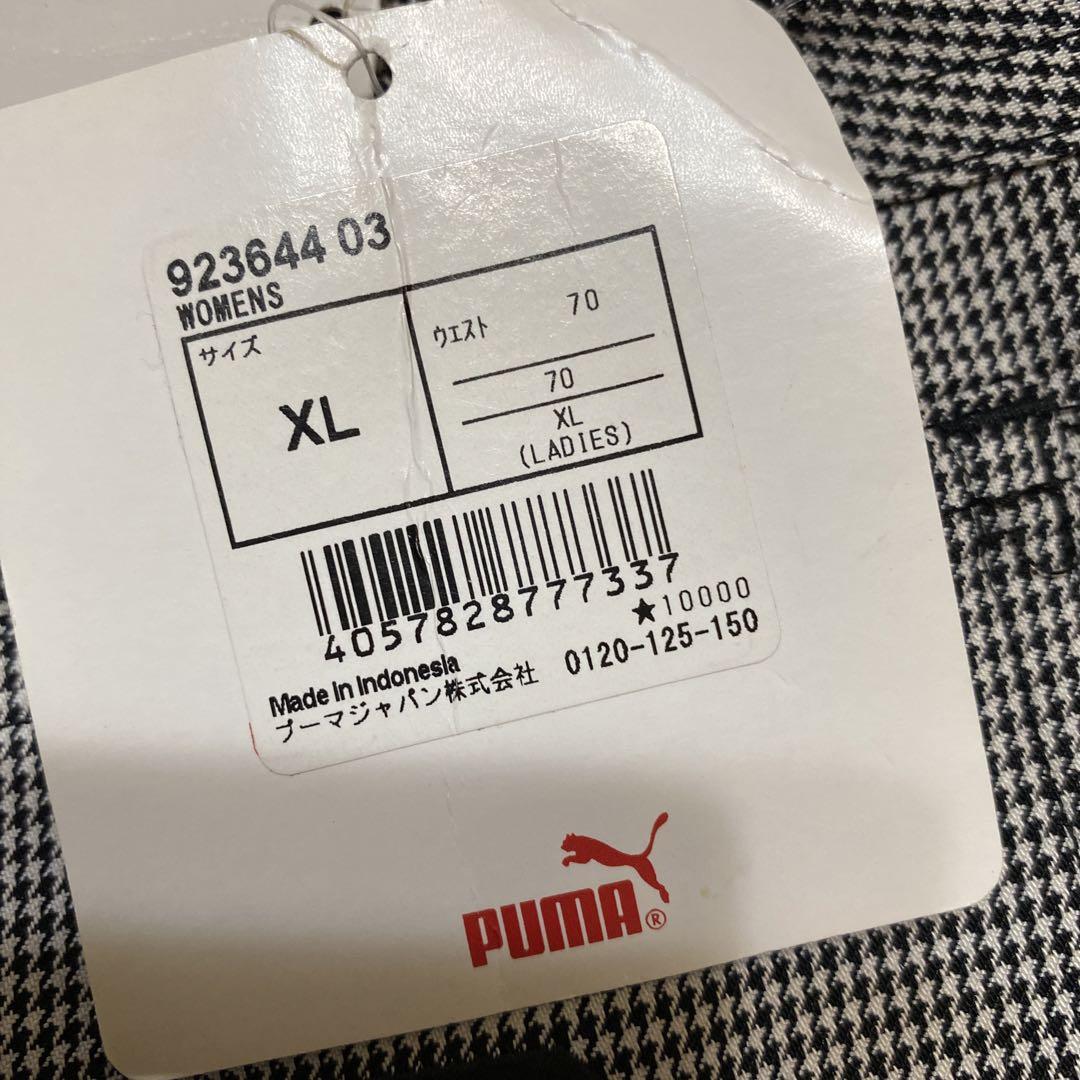 923644 03
WOMENS
サイズ
XL
ウエスト 70
70
XL
(LADIES)
4057828777337
★10000
Made in Indonesia
プーマジャパン株式会社 0120-125-150
PUMA®